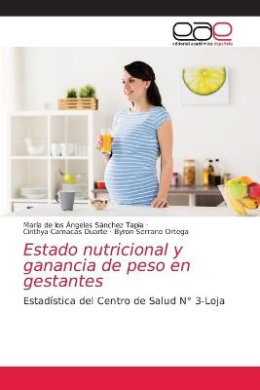 eae
editorial académica española
María de los Ángeles Sánchez Tapia ·
Cinthya Camacás Duarte · Byron Serrano Ortega
Estado nutricional y
ganancia de peso en
gestantes
Estadística del Centro de Salud N° 3-Loja